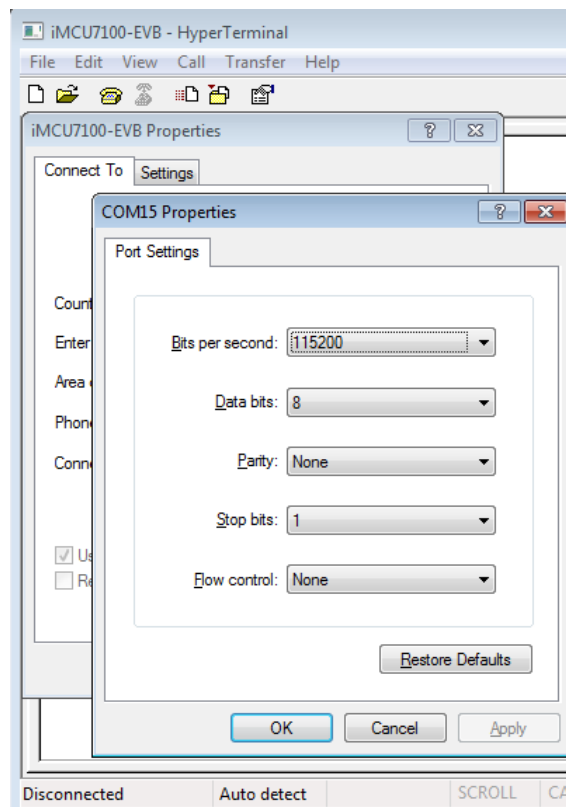 iMCU7100-EVB - HyperTerminal
File Edit View Call Transfer Help
iMCU7100-EVB Properties
Connect To Settings
COM15 Properties
Port Settings
Enter
Area
Bits per second: 115200
Data bits: 8
Parity: None
Stop bits: 1
Flow control: None
Restore Defaults
OK Cancel Apply
Disconnected Auto detect SCROLL